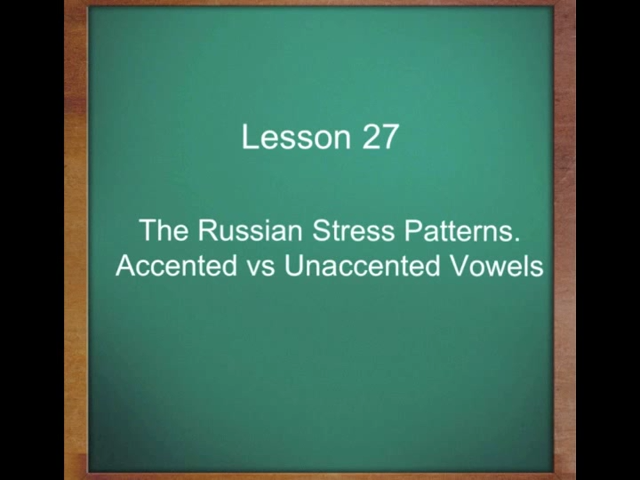 Lesson 27
The Russian Stress Patterns.
Accented vs Unaccented Vowels